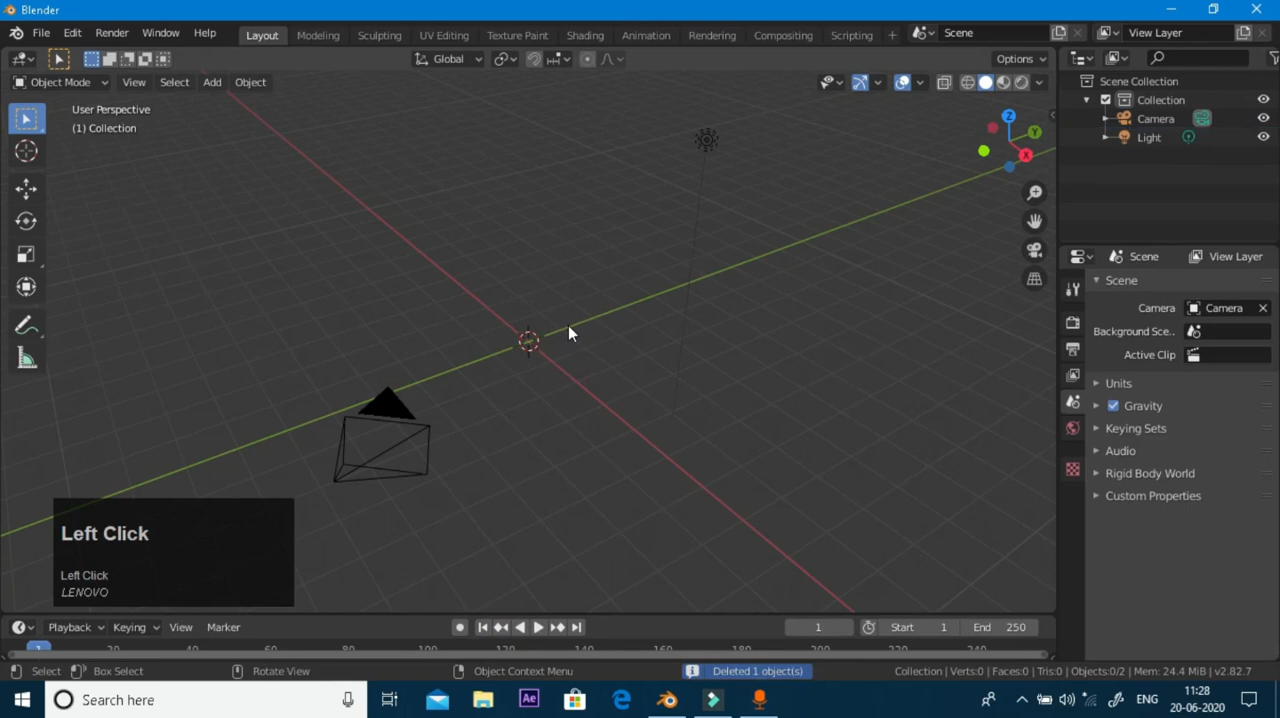 Blender
File Edit Render Window Help Layout Modeling Sculpting UV Editing Texture Paint Shading Animation Rendering Compositing Scripting + Scene View Layer
Global Options
Object Mode View Select Add Object
User Perspective
(1) Collection
Z
Y
X
Scene Collection
Collection
Camera
Light
Scene View Layer
Scene
Camera Camera
Background Sce..
Active Clip
Units
Gravity
Keying Sets
Audio
Rigid Body World
Custom Properties
Left Click
Left Click
LENOVO
Playback Keying View Marker 1 Start 1 End 250
1 20 40 60 80 100 120 140 160 180 200 220 240
Select Box Select Rotate View Object Context Menu Deleted 1 object(s) Collection | Verts:0 | Faces:0 | Tris:0 | Objects:0/2 | Mem: 24.4 MiB | v2.82.7
Search here Ae ENG 11:28
20-06-2020